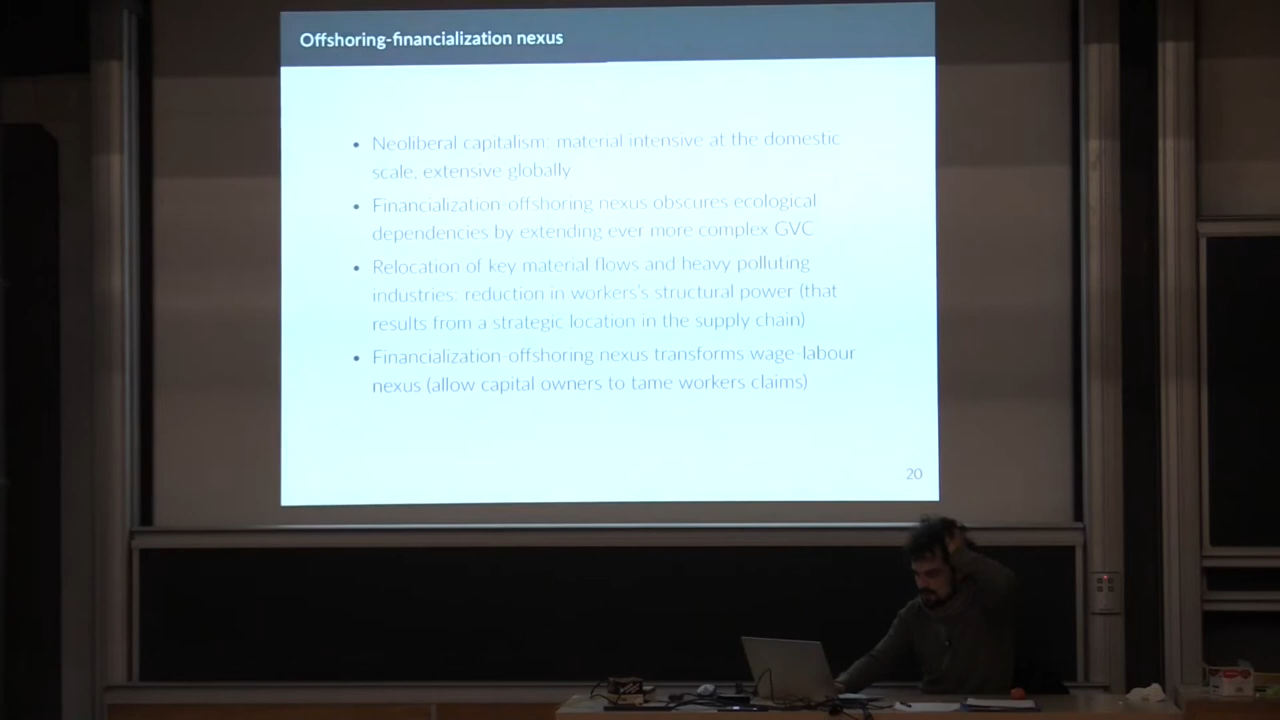 Offshoring-financialization nexus
• Neoliberal capitalism: material intensive at the domestic
scale, extensive globally
• Financialization-offshoring nexus obscures ecological
dependencies by extending ever more complex GVC
• Relocation of key material flows and heavy polluting
industries: reduction in workers's structural power (that
results from a strategic location in the supply chain)
• Financialization-offshoring nexus transforms wage-labour
nexus (allow capital owners to tame workers claims)
20